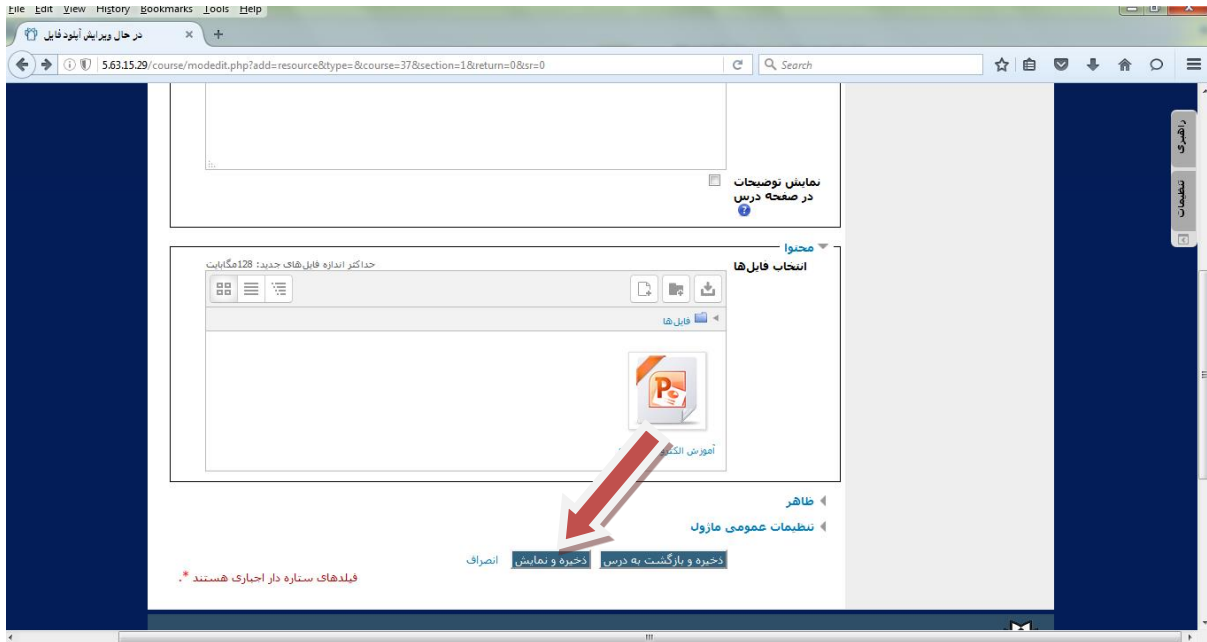 File Edit View History Bookmarks Tools Help
در حال ویرایش آپلود فایل
5.63.15.29/course/modedit.php?add=resource&type=&course=37&section=1&return=0&sr=0
Search
راهبری
تنظیمات
نمایش توضیحات
در صفحه درس
محتوا
انتخاب فایل‌ها
حداکثر اندازه فایل‌های جدید: 128مگابایت
فایل‌ها
آموزش
ظاهر
تنظیمات عمومی ماژول
ذخیره و بازگشت به درس
ذخیره و نمایش
انصراف
فیلدهای ستاره دار اجباری هستند *.